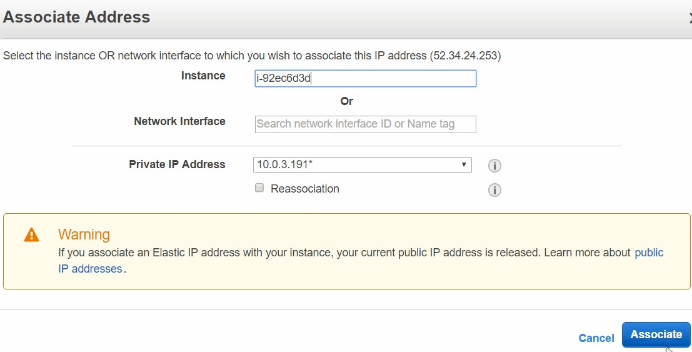 Associate Address
Select the instance OR network interface to which you wish to associate this IP address (52.34.24.253)
Instance i-92ec6d3d
Or
Network Interface Search network interface ID or Name tag
Private IP Address 10.0.3.191*
Reassociation
Warning
If you associate an Elastic IP address with your instance, your current public IP address is released. Learn more about public
IP addresses.
Cancel Associate